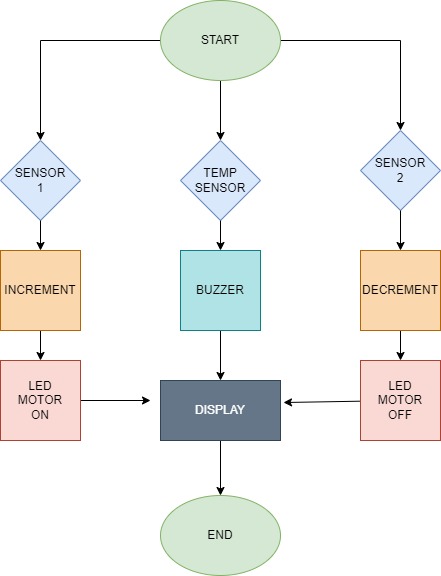 START
SENSOR
1
TEMP
SENSOR
SENSOR
2
INCREMENT
BUZZER
DECREMENT
LED
MOTOR
ON
DISPLAY
LED
MOTOR
OFF
END